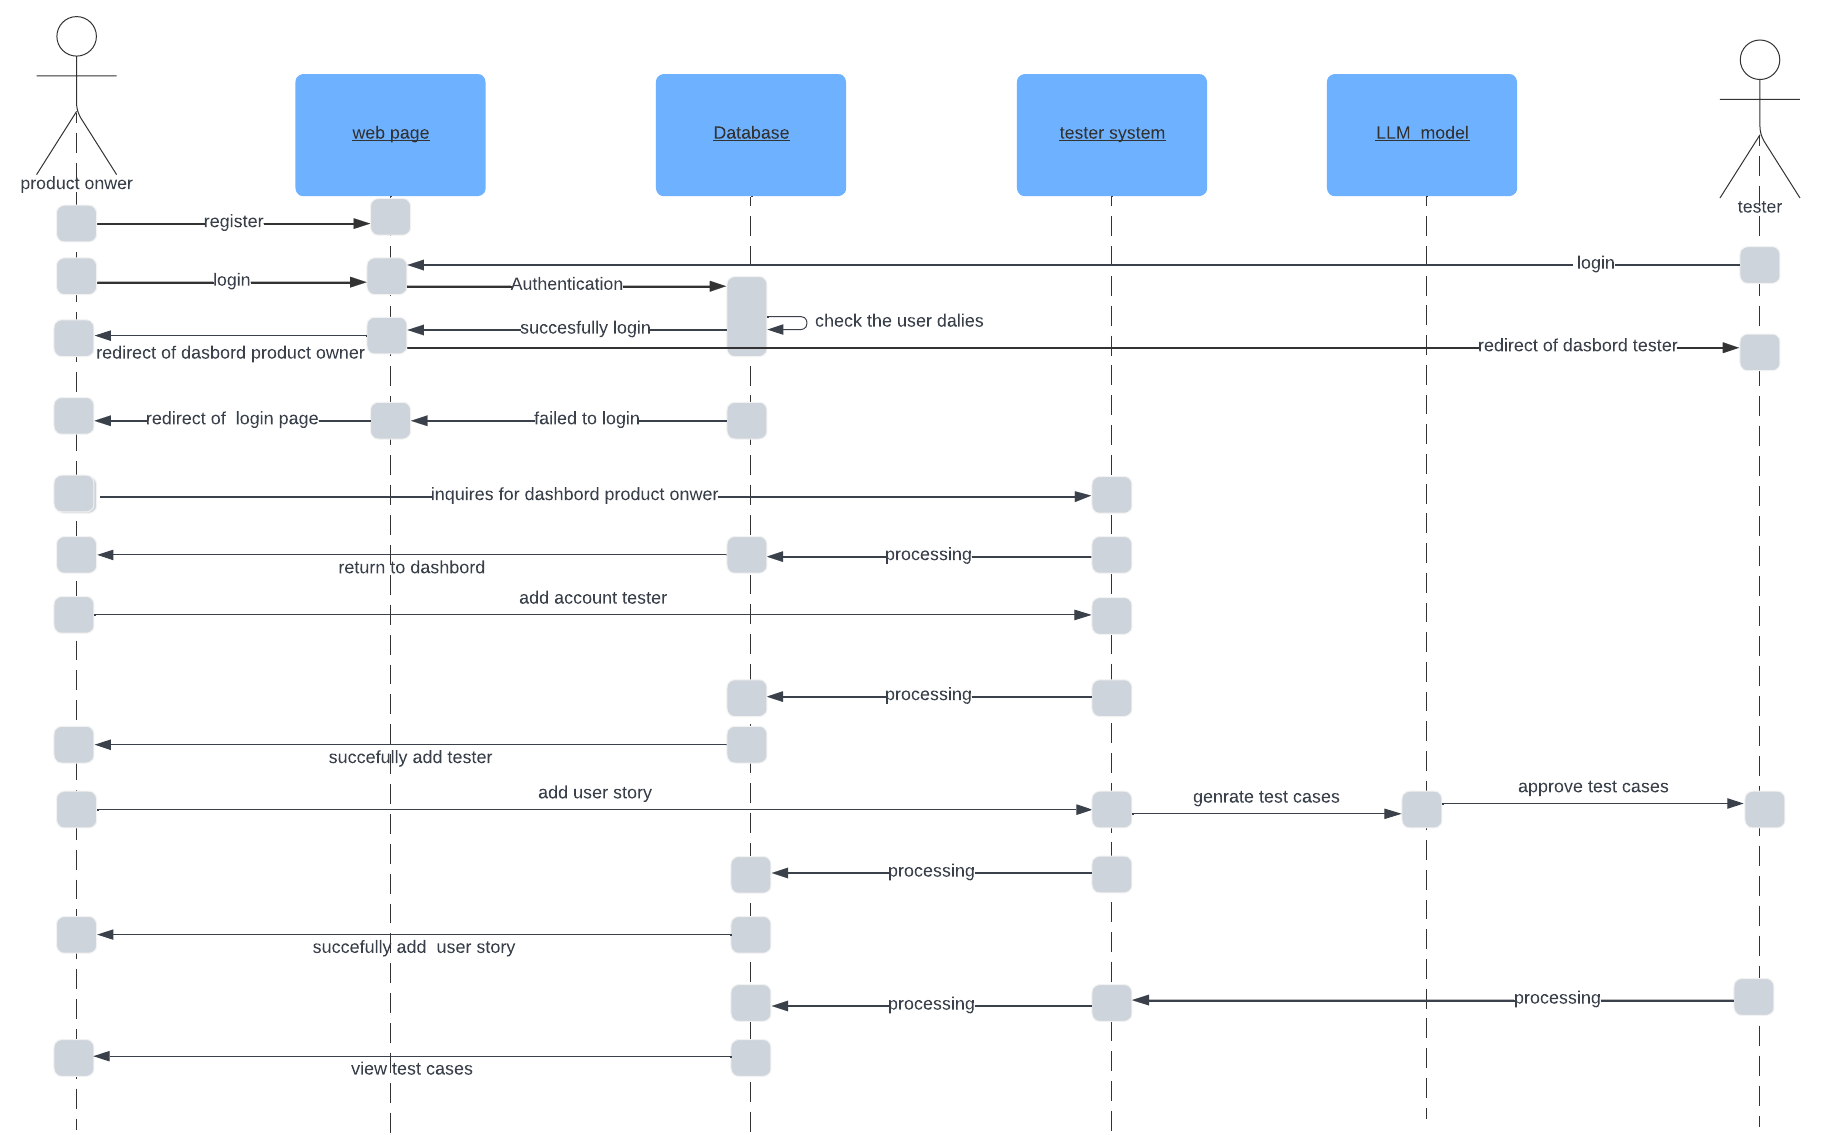 product onwer
web page
Database
tester system
LLM  model
tester
register
login
login
Authentication
check the user dalies
succesfully login
redirect of dasbord product owner
redirect of dasbord tester
redirect of  login page
failed to login
inquires for dashbord product onwer
processing
return to dashbord
add account tester
processing
succefully add tester
add user story
genrate test cases
approve test cases
processing
succefully add  user story
processing
processing
view test cases